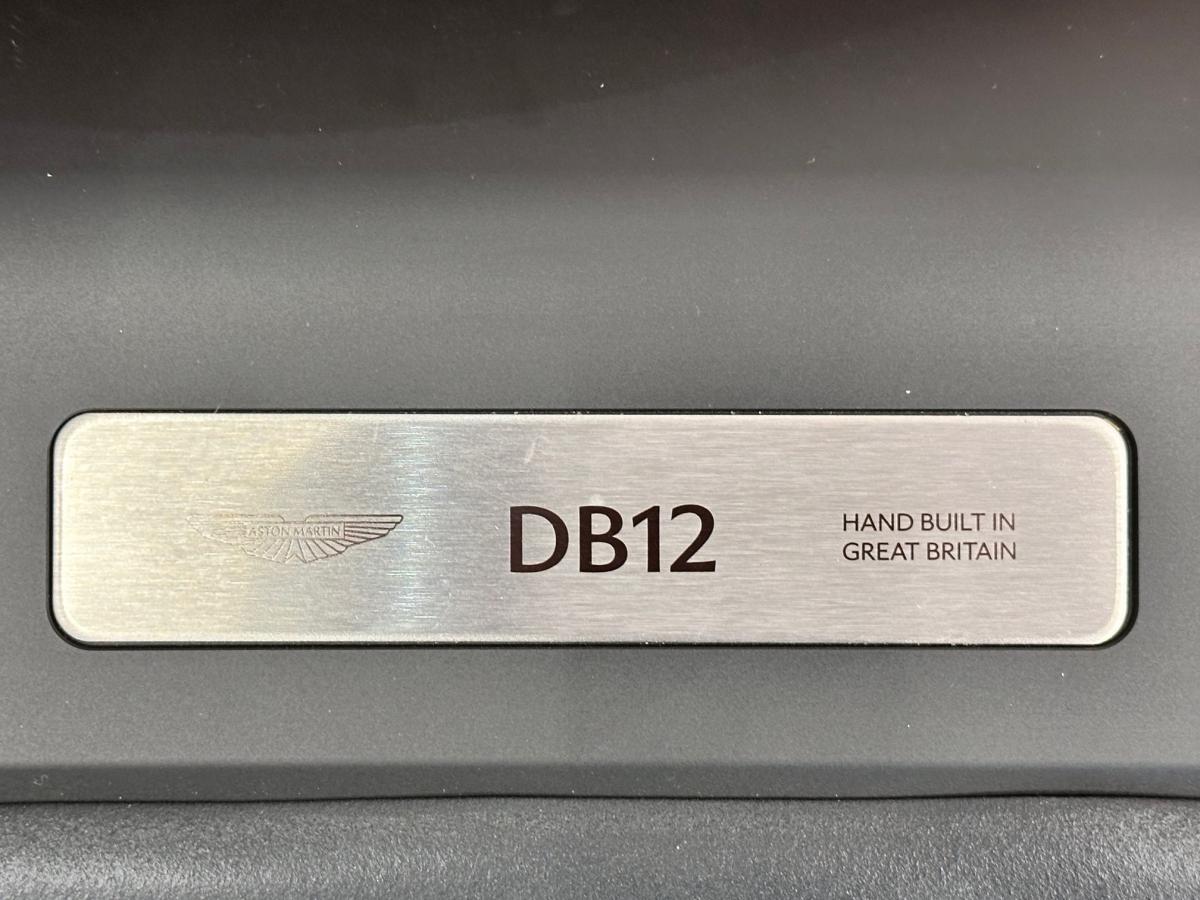 ASTON MARTIN
DB12
HAND BUILT IN
GREAT BRITAIN